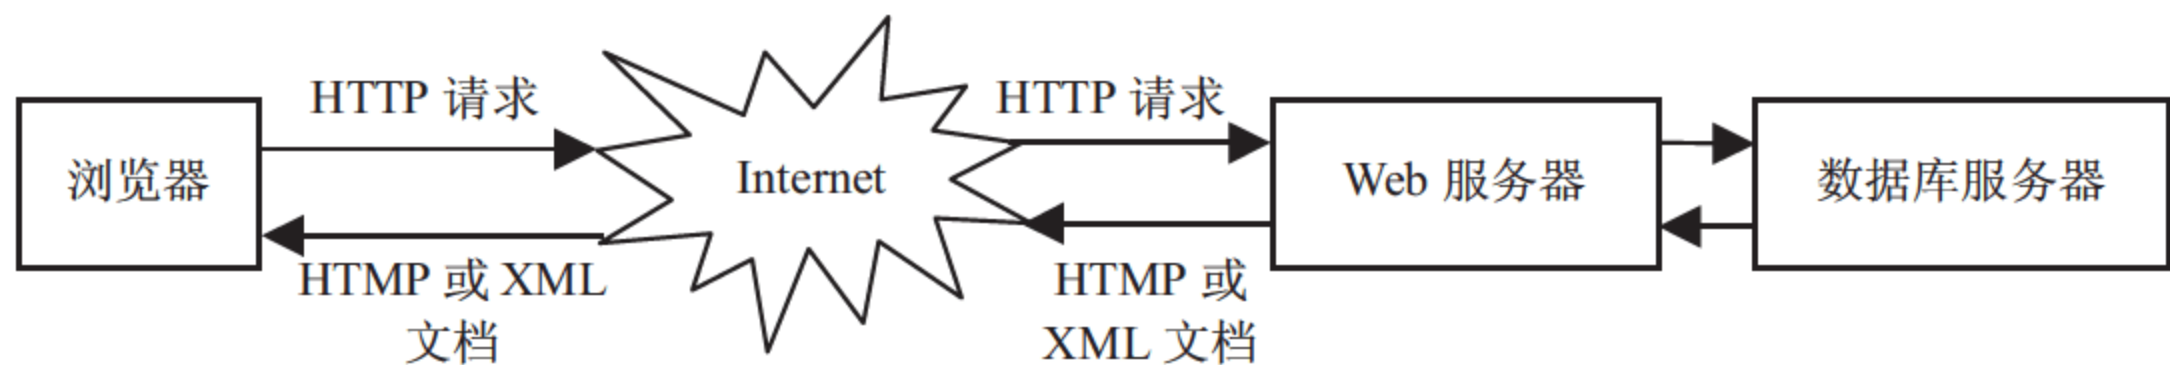 HTTP 请求
HTTP 请求
浏览器
Internet
Web 服务器
数据库服务器
HTMP 或 XML
文档
HTMP 或
XML 文档